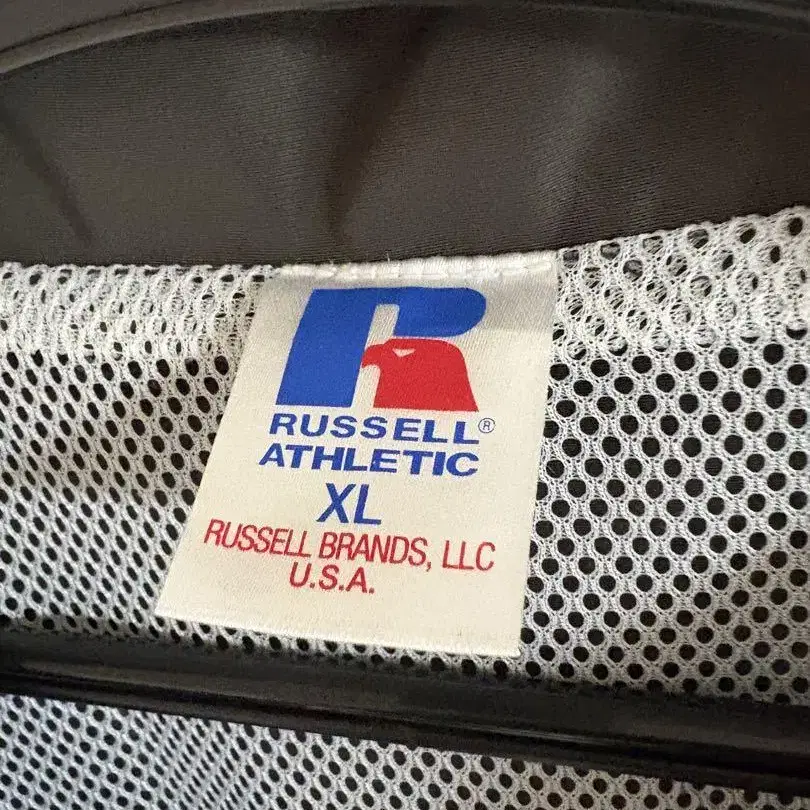 RUSSELL®
ATHLETIC
XL
RUSSELL BRANDS, LLC
U.S.A.